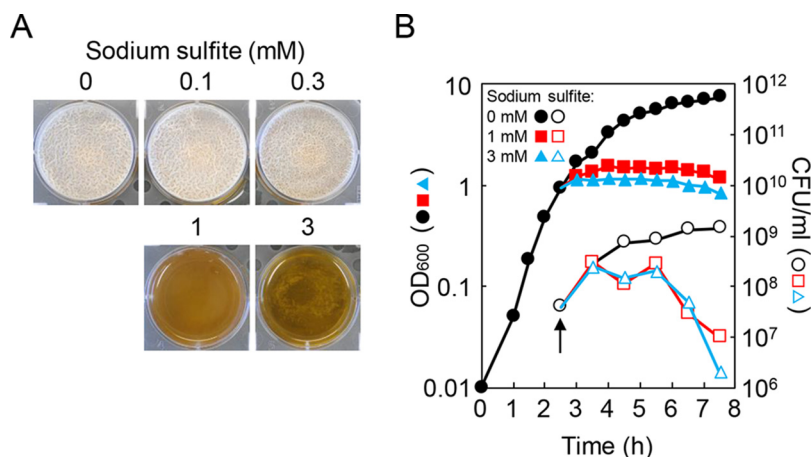 A
Sodium sulfite (mM)
0 0.1 0.3
1 3
B
Sodium sulfite:
0 mM
1 mM
3 mM
10
1
0.1
0.01
OD600
10¹²
10¹¹
10¹⁰
10⁹
10⁸
10⁷
10⁶
CFU/ml
0 1 2 3 4 5 6 7 8
Time (h)